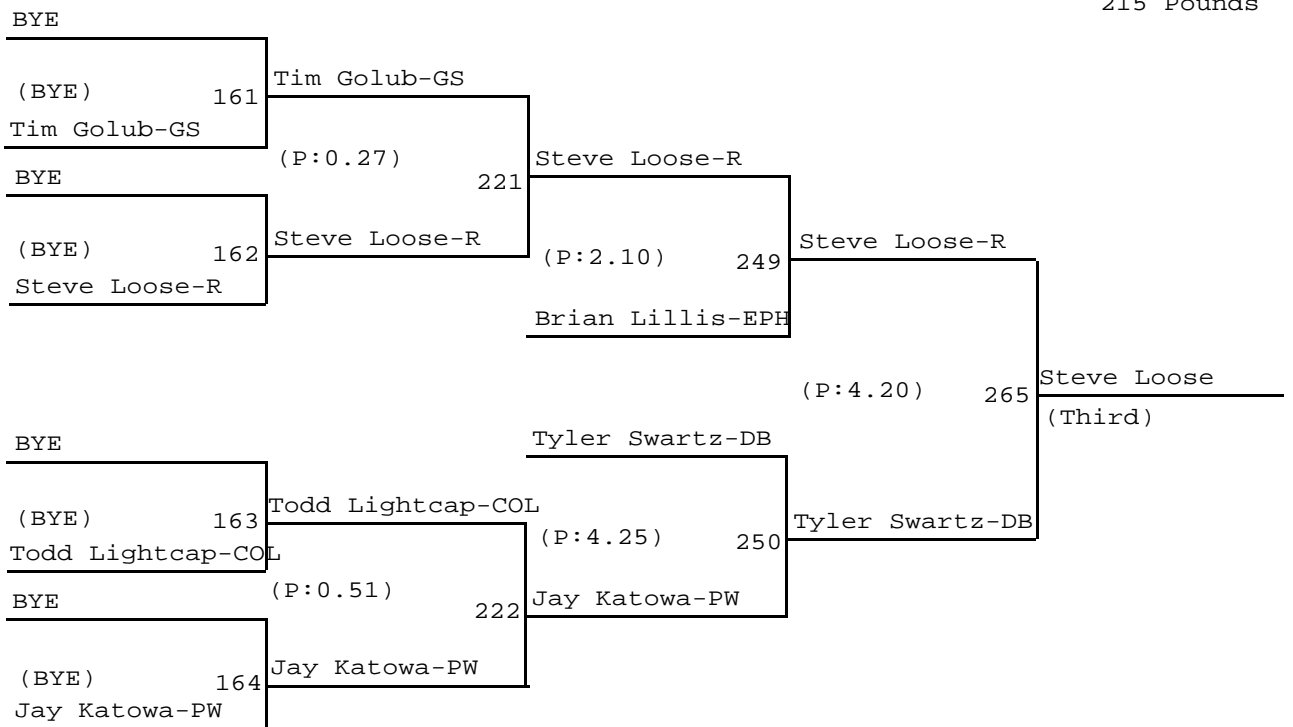 215 Pounds
BYE
(BYE)
161
Tim Golub-GS
Tim Golub-GS
(P:0.27)
221
BYE
(BYE)
162
Steve Loose-R
Steve Loose-R
Steve Loose-R
(P:2.10)
249
Brian Lillis-EPH
Steve Loose-R
(P:4.20)
265
Steve Loose
(Third)
BYE
(BYE)
163
Todd Lightcap-COL
Todd Lightcap-COL
(P:0.51)
222
BYE
(BYE)
164
Jay Katowa-PW
Jay Katowa-PW
Tyler Swartz-DB
(P:4.25)
250
Jay Katowa-PW
Tyler Swartz-DB